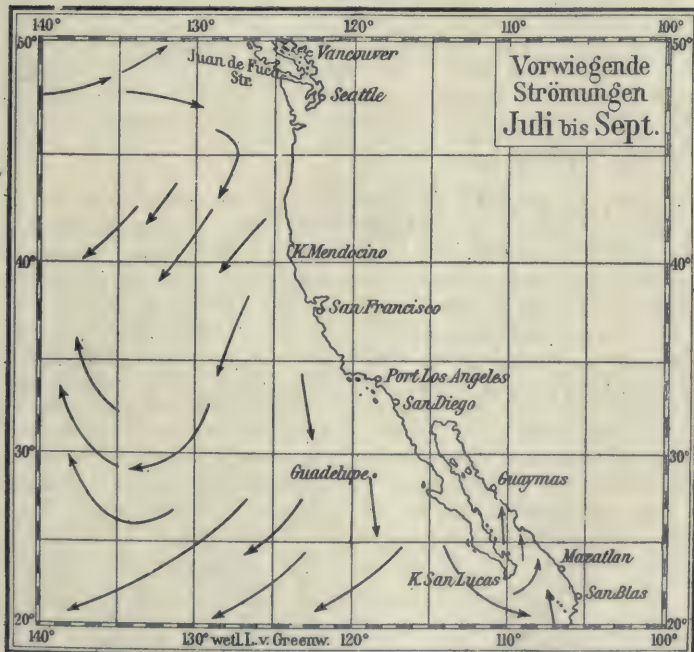 140° 130° 120° 110° 100°
50° 50°
Vancouver
Juan de Fuca
Str.
Seattle
Vorwiegende
Strömungen
Juli bis Sept.
K. Mendocino
40° 40°
San Francisco
Port Los Angeles
San Diego
30° 30°
Guadelupe
Guaymas
Mazatlan
K. San Lucas
San Blas
20° 20°
140° 130° westl. L. v. Greenw. 120° 110° 100°